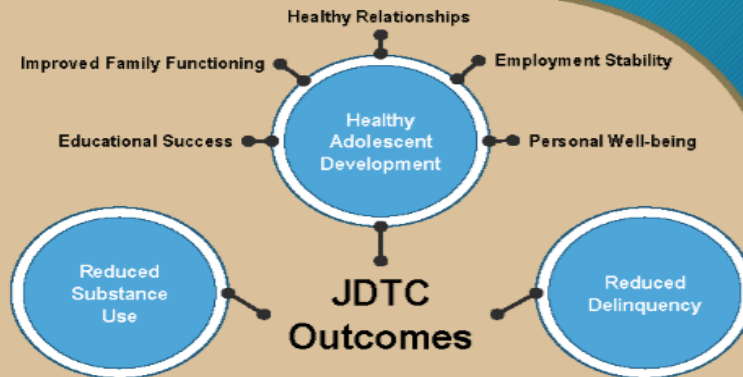 Healthy Relationships
Improved Family Functioning
Employment Stability
Healthy
Adolescent
Development
Educational Success
Personal Well-being
Reduced
Substance
Use
JDTC
Outcomes
Reduced
Delinquency